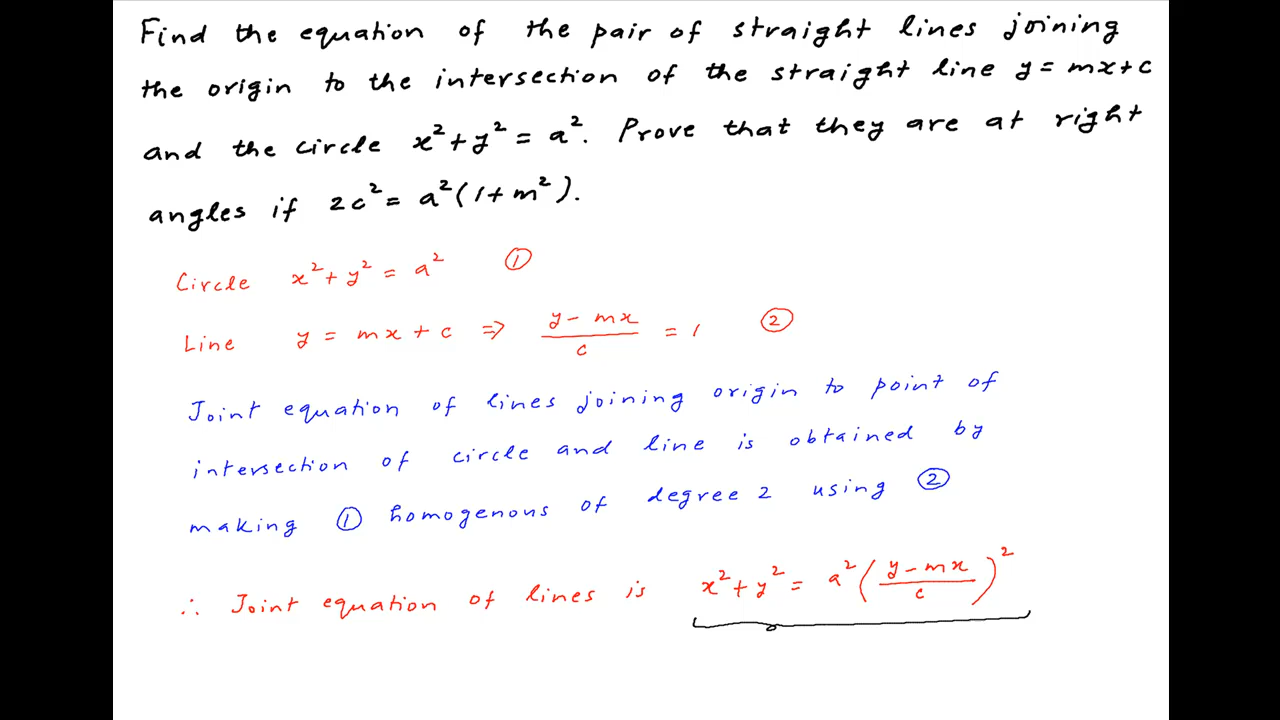 Find the equation of the pair of straight lines joining
the origin to the intersection of the straight line y = mx + c
and the circle x² + y² = a². Prove that they are at right
angles if 2c² = a²(1 + m²).
Circle x² + y² = a² ①
Line y = mx + c ⇒ (y - mx)/c = 1 ②
Joint equation of lines joining origin to point of
intersection of circle and line is obtained by
making ① homogenous of degree 2 using ②
∴ Joint equation of lines is x² + y² = a² ((y - mx)/c)²